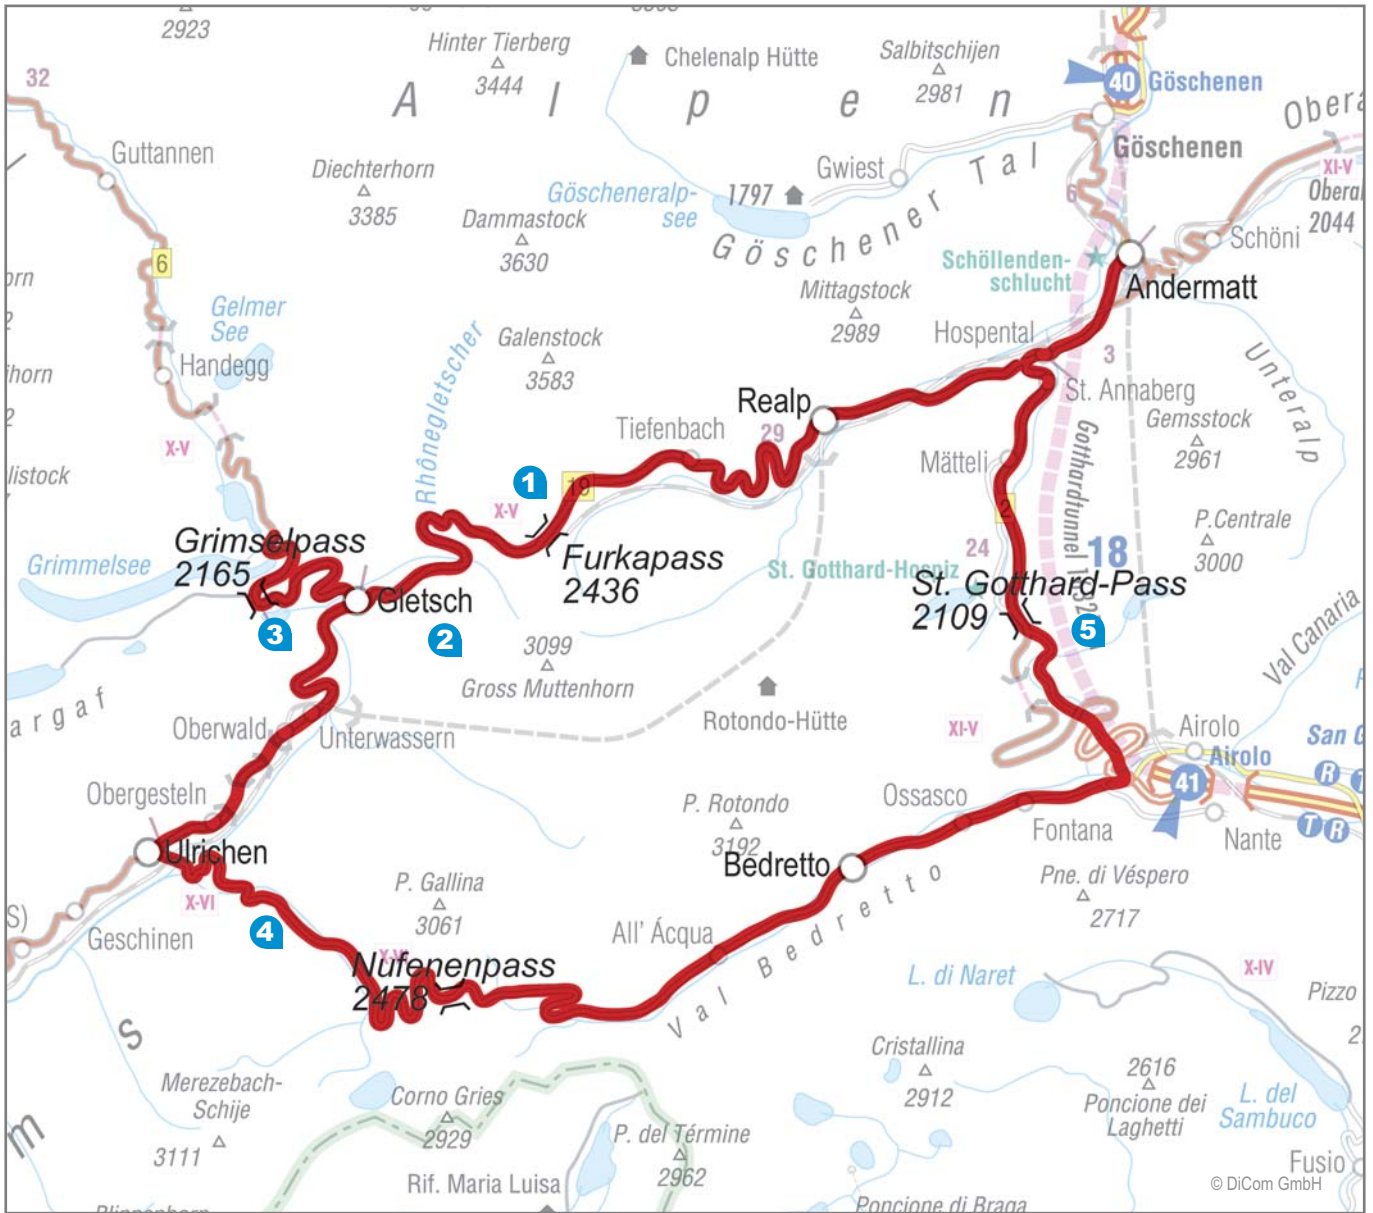 2923
Hinter Tierberg
3444
Chelenalp Hütte
Salbitschijen
2981
40
Göschenen
32
A l p e n
Obera
Guttannen
Göschenen
XI-V
Diechterhorn
3385
Gwiest
Göschener Tal
Göscheneralp-
see
1797
6
Oberal
2044
Dammastock
3630
Schöni
6
Schöllenden-
schlucht
Andermatt
Mittagstock
2989
Gelmer
See
Galenstock
3583
Hospental
3
Handegg
Rhônegletscher
St. Annaberg
Unteralp
Realp
Gemsstock
2961
X-V
Tiefenbach
29
Mätteli
Gotthardtunnel
listock
1
19
X-V
2
P.Centrale
3000
Grimselpass
2165
Furkapass
2436
24
18
Grimmelsee
St. Gotthard-Hospiz
St. Gotthard-Pass
2109
Gletsch
3
2
5
3099
Gross Muttenhorn
Val Canaria
argaf
Rotondo-Hütte
Oberwald
Unterwassern
XI-V
Airolo
Airolo
San G
R
T
41
Obergesteln
P. Rotondo
3192
Ossasco
Fontana
Nante
T R
Ulrichen
Bedretto
X-VI
P. Gallina
3061
Pne. di Véspero
2717
S)
Geschinen
4
All' Ácqua
Val Bedretto
Nufenenpass
2478
L. di Naret
X-IV
Pizzo
2
s
Cristallina
2912
Merezebach-
Schije
3111
Corno Gries
2929
2616
Poncione dei
Laghetti
L. del
Sambuco
m
P. del Términe
2962
Fusio
Rif. Maria Luisa
© DiCom GmbH
Poncione di Braga